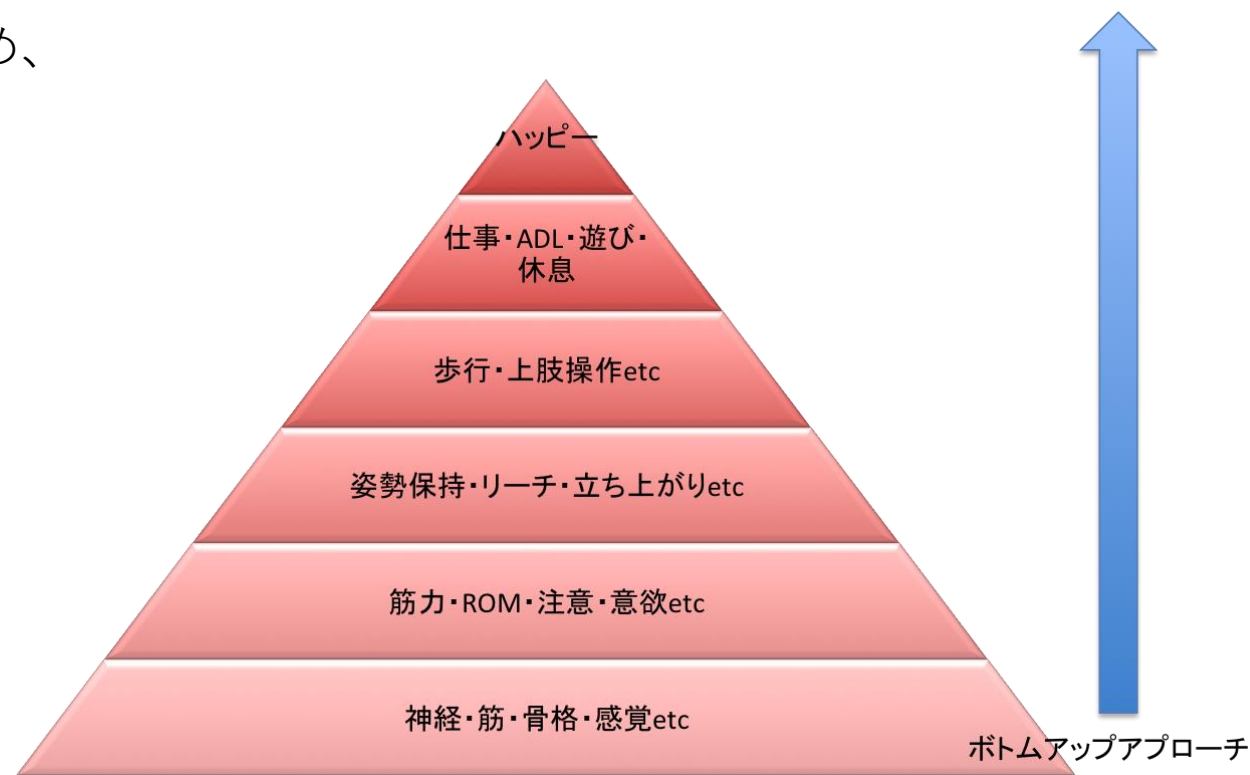 め、
ハッピー
仕事・ADL・遊び・
休息
歩行・上肢操作etc
姿勢保持・リーチ・立ち上がりetc
筋力・ROM・注意・意欲etc
神経・筋・骨格・感覚etc
ボトムアップアプローチ